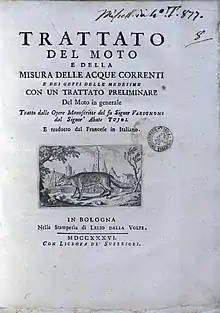 8
TRATTATO
DEL MOTO
E DELLA
MISURA DELLE ACQUE CORRENTI
E DEI GETTI DELLE MEDESIME
CON UN TRATTATO PRELIMINARE
Del Moto in generale
Tratto dalle Opere Manoscritte del fu Signor VARIGNONI
dal Signor Abate PUJOL
E tradotto dal Francese in Italiano.
IN BOLOGNA
Nella Stamperia di LELIO DALLA VOLPE.
MDCCXXXVI.
CON LICENZA DE' SUPERIORI.